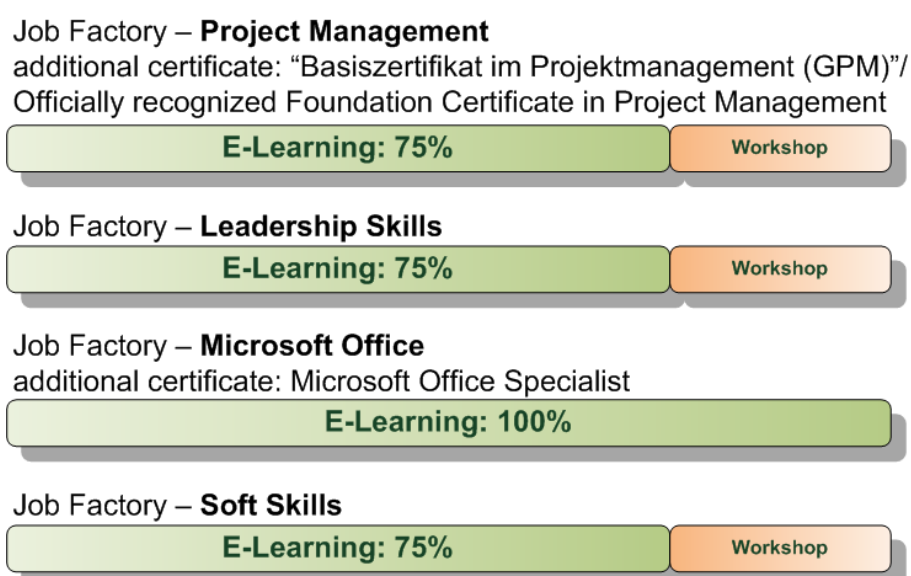 Job Factory – Project Management
additional certificate: “Basiszertifikat im Projektmanagement (GPM)”/
Officially recognized Foundation Certificate in Project Management
E-Learning: 75% Workshop
Job Factory – Leadership Skills
E-Learning: 75% Workshop
Job Factory – Microsoft Office
additional certificate: Microsoft Office Specialist
E-Learning: 100%
Job Factory – Soft Skills
E-Learning: 75% Workshop